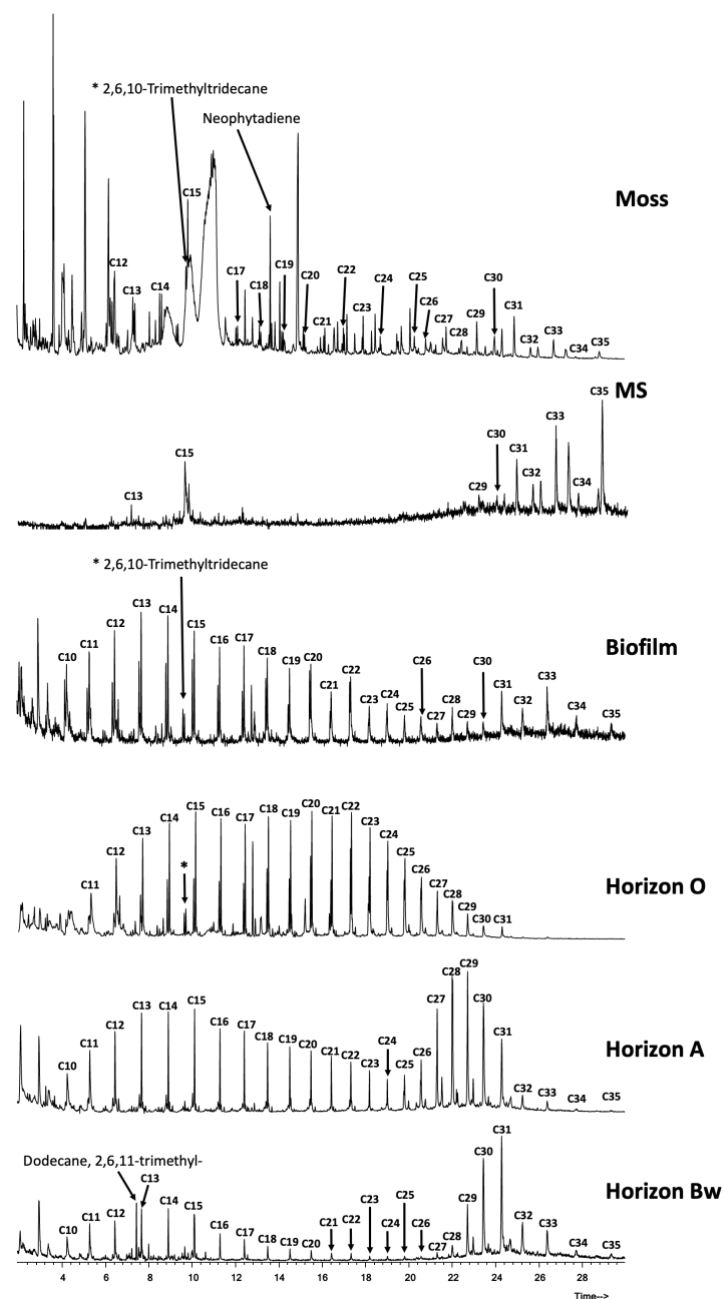 * 2,6,10-Trimethyltridecane
Neophytadiene
Moss
C12
C13
C14
C15
C17
C18
C19
C20
C21
C22
C23
C24
C25
C26
C27
C28
C29
C30
C31
C32
C33
C34
C35
MS
C13
C15
C29
C30
C31
C32
C33
C34
C35
* 2,6,10-Trimethyltridecane
Biofilm
C10
C11
C12
C13
C14
C15
C16
C17
C18
C19
C20
C21
C22
C23
C24
C25
C26
C27
C28
C29
C30
C31
C32
C33
C34
C35
Horizon O
C11
C12
C13
C14
*
C15
C16
C17
C18
C19
C20
C21
C22
C23
C24
C25
C26
C27
C28
C29
C30
C31
Horizon A
C10
C11
C12
C13
C14
C15
C16
C17
C18
C19
C20
C21
C22
C23
C24
C25
C26
C27
C28
C29
C30
C31
C32
C33
C34
C35
Dodecane, 2,6,11-trimethyl-
Horizon Bw
C10
C11
C12
C13
C14
C15
C16
C17
C18
C19
C20
C21
C22
C23
C24
C25
C26
C27
C28
C29
C30
C31
C32
C33
C34
C35
4 6 8 10 12 14 16 18 20 22 24 26 28
Time-->